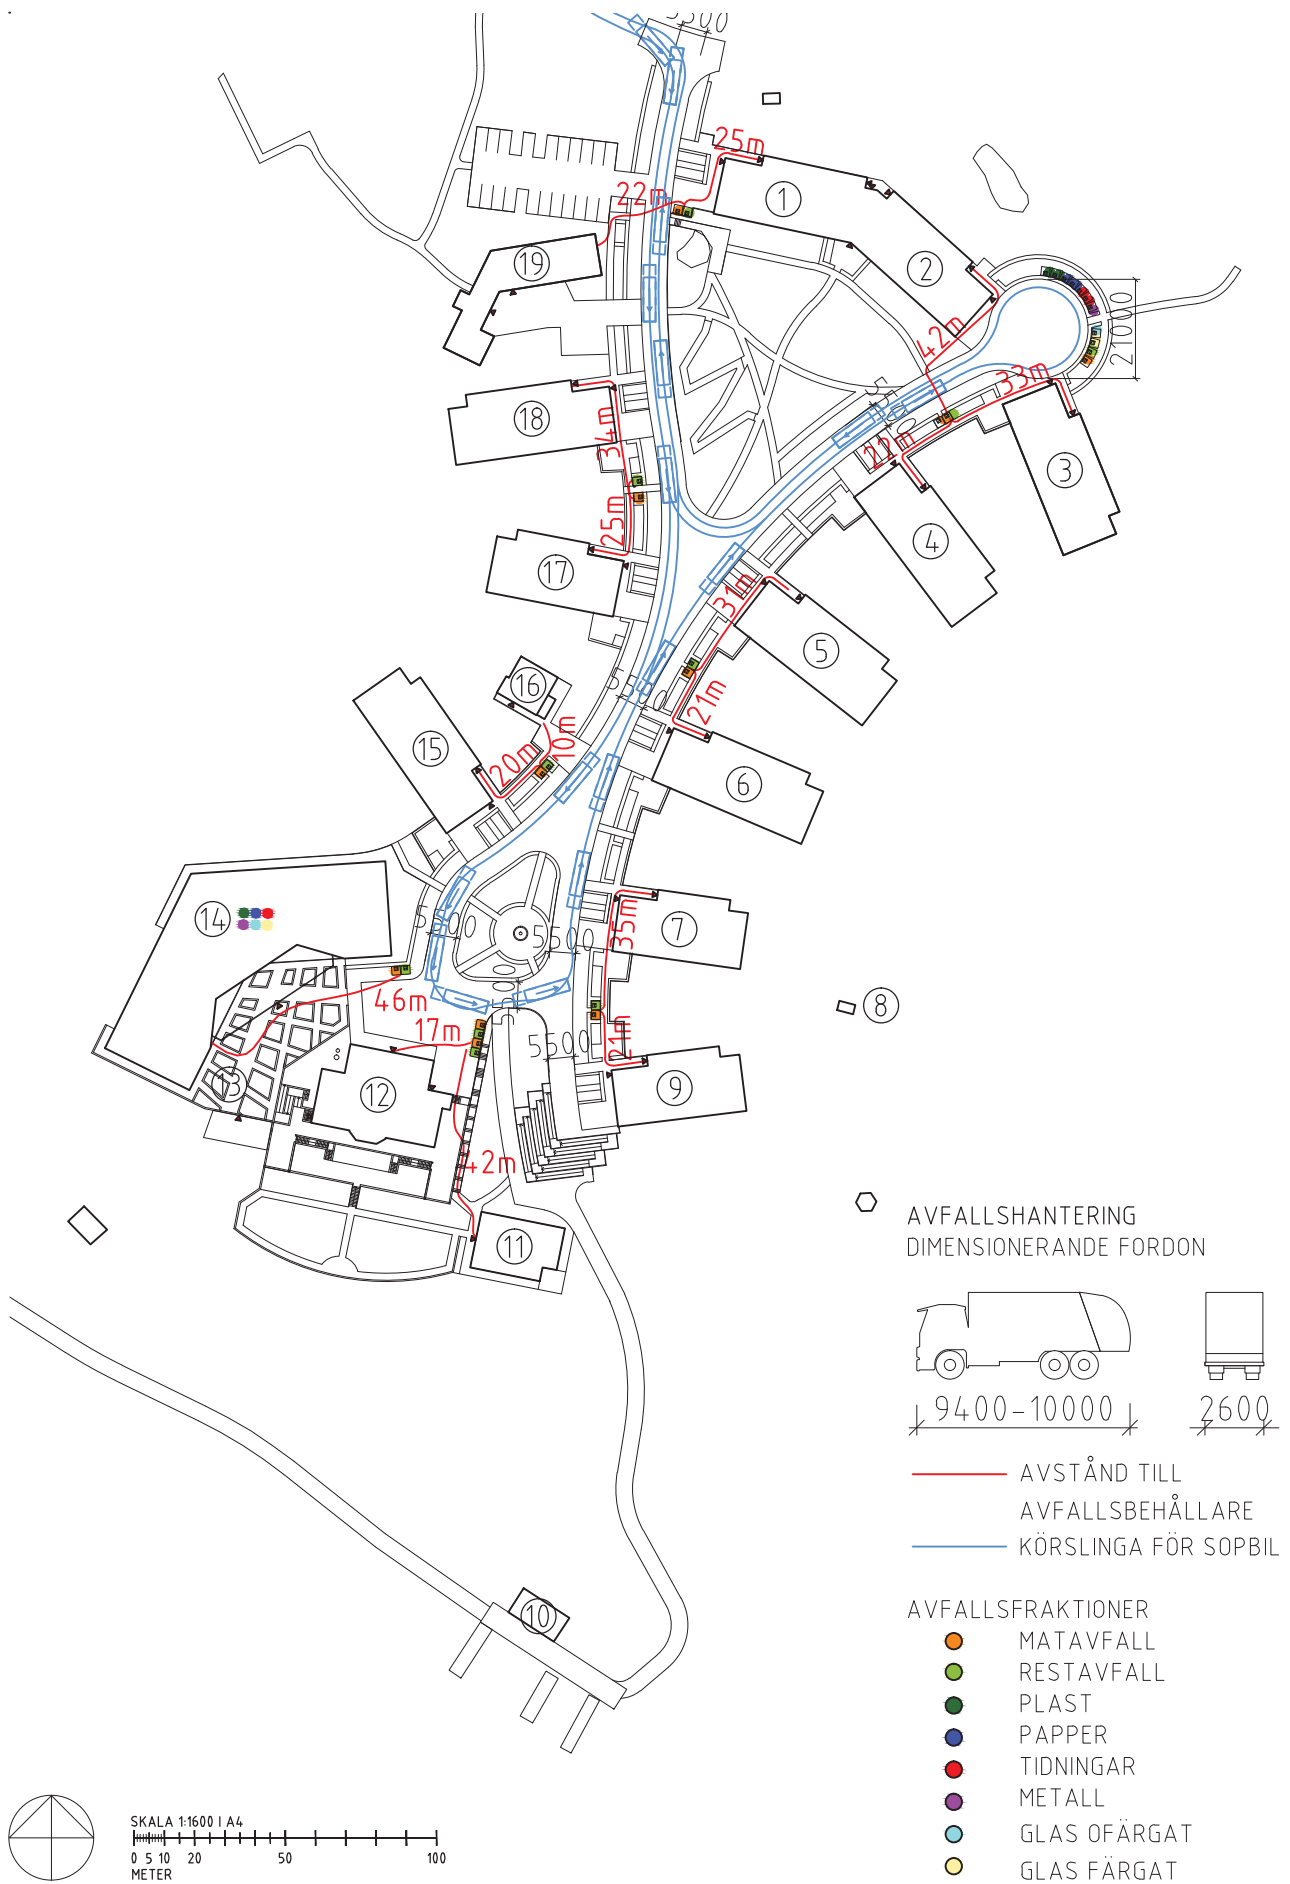 5500
25m
22m
1
2
19
21000
42m
33m
18
34m
22m
3
25m
4
17
31m
5
16
21m
10m
15
20m
6
14
5500
35m
7
5500
46m
8
17m
5500
21m
13
12
9
42m
11
AVFALLSHANTERING
DIMENSIONERANDE FORDON
9400-10000
2600
AVSTÅND TILL
AVFALLSBEHÅLLARE
KÖRSLINGA FÖR SOPBIL
10
AVFALLSFRAKTIONER
MATAVFALL
RESTAVFALL
PLAST
PAPPER
TIDNINGAR
METALL
GLAS OFÄRGAT
GLAS FÄRGAT
SKALA 1:1600 I A4
0 5 10 20 50 100
METER